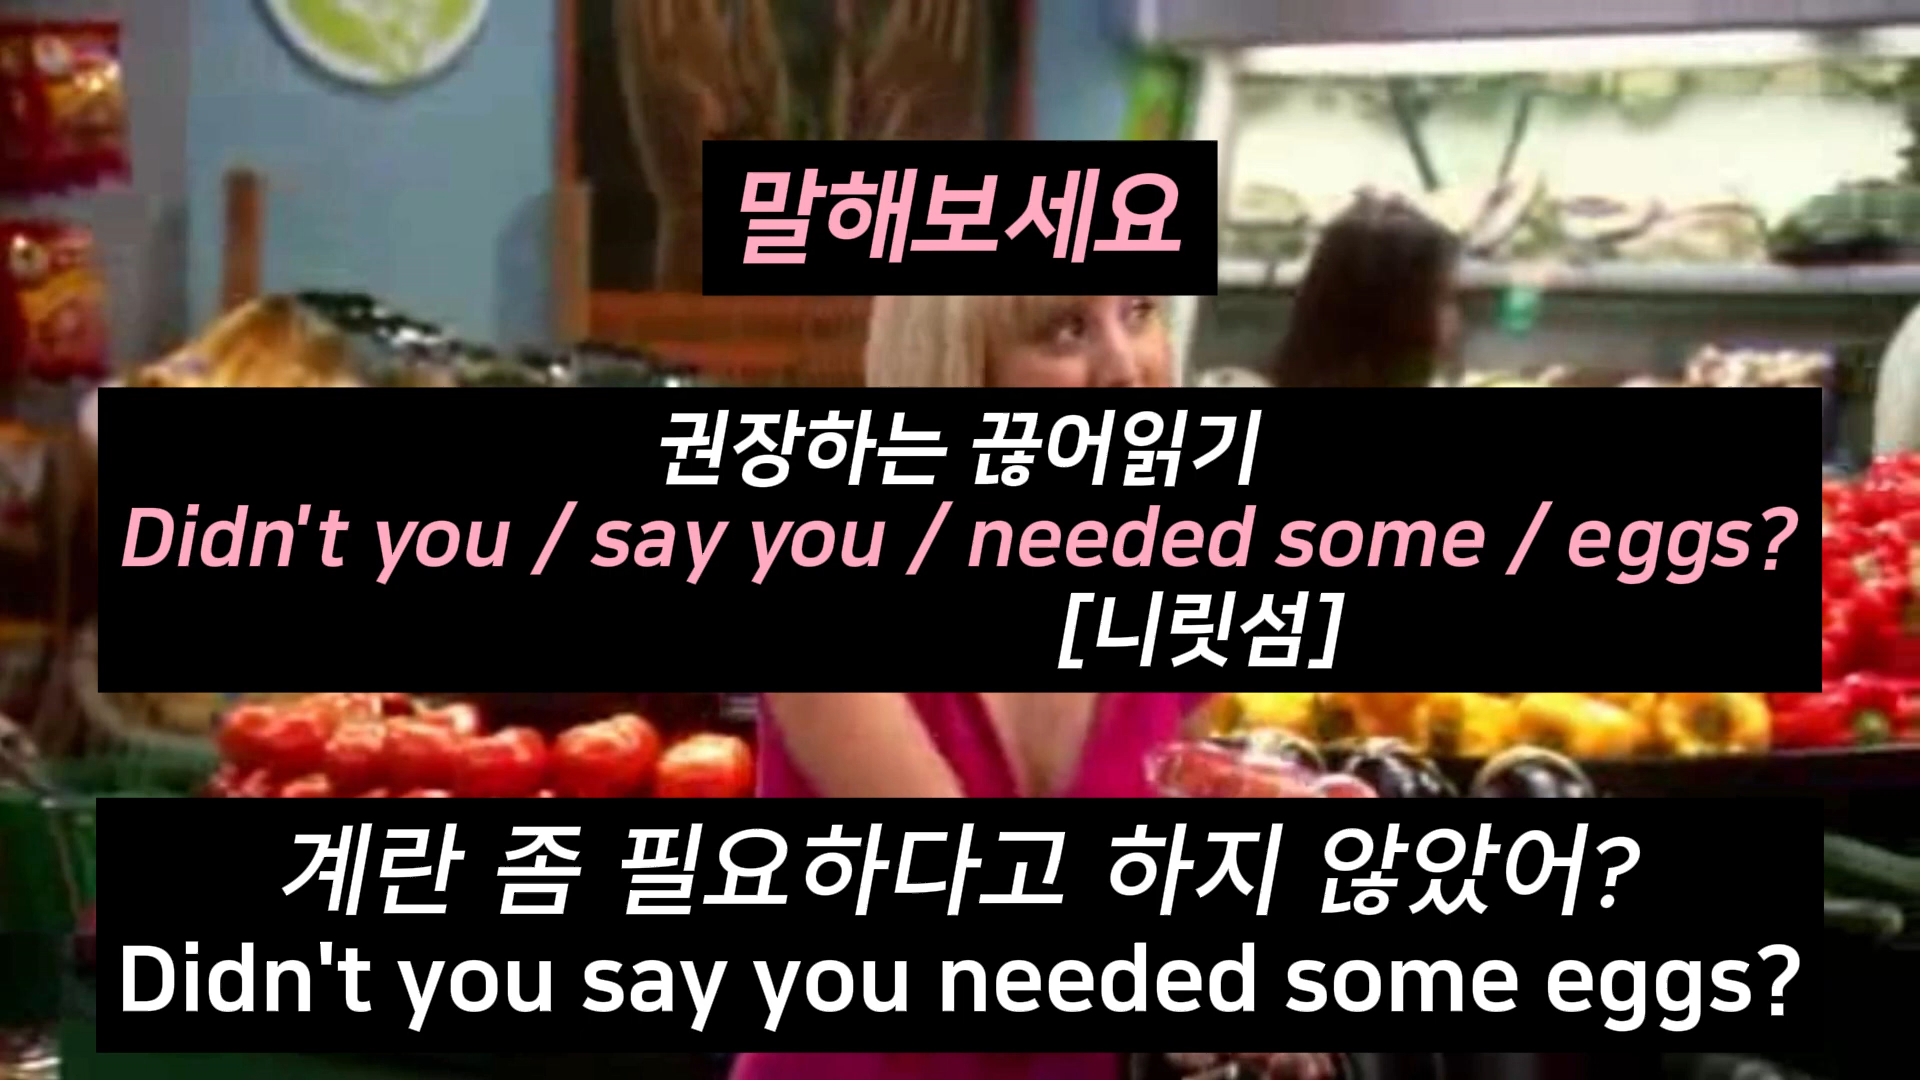 말해보세요
권장하는 끊어읽기
Didn't you / say you / needed some / eggs?
[니릿섬]
계란 좀 필요하다고 하지 않았어?
Didn't you say you needed some eggs?